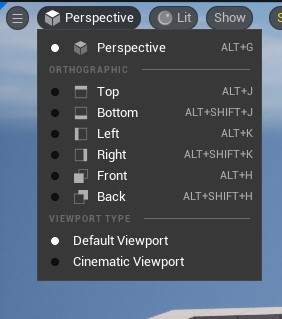 Perspective Lit Show
Perspective ALT+G
ORTHOGRAPHIC
Top ALT+J
Bottom ALT+SHIFT+J
Left ALT+K
Right ALT+SHIFT+K
Front ALT+H
Back ALT+SHIFT+H
VIEWPORT TYPE
Default Viewport
Cinematic Viewport